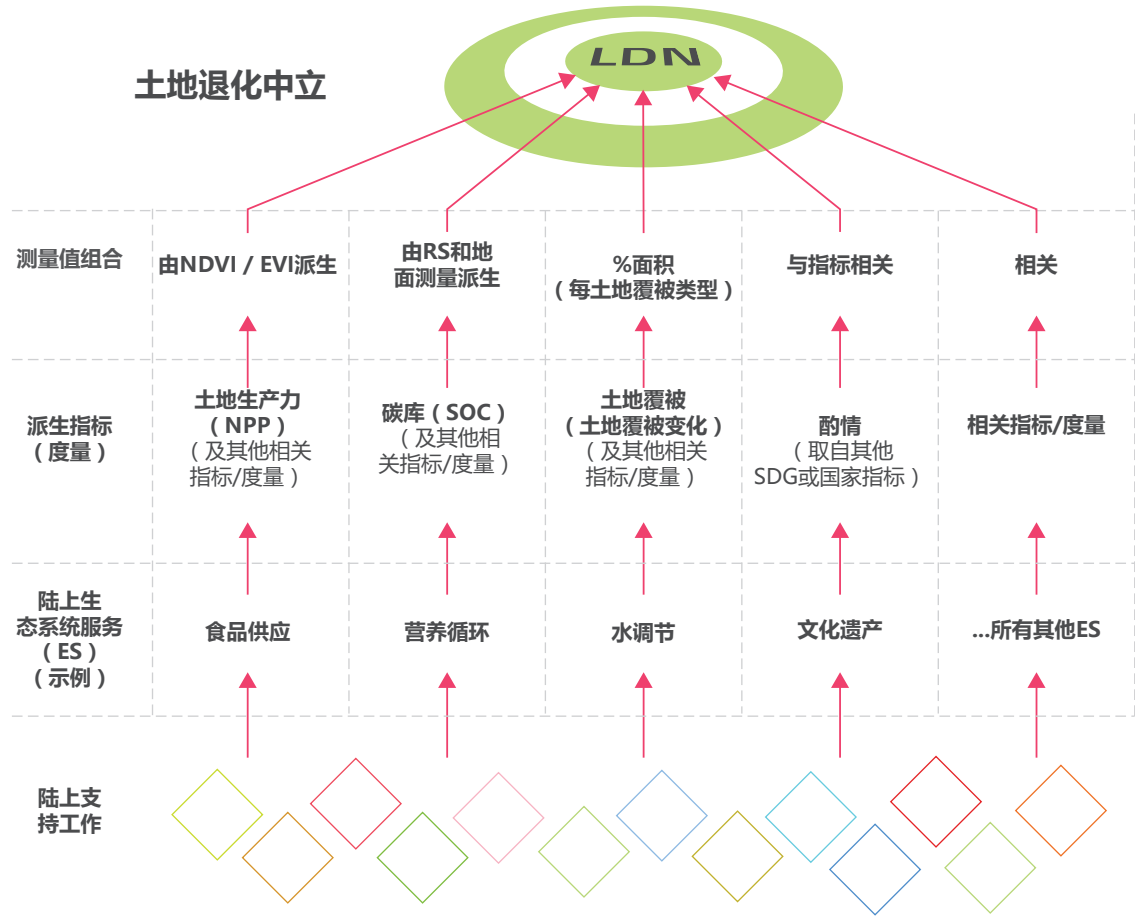 LDN
土地退化中立
测量值组合
由NDVI / EVI派生
由RS和地
面测量派生
%面积
（每土地覆被类型）
与指标相关
相关
派生指标
（度量）
土地生产力
（NPP）
（及其他相关
指标/度量）
碳库（SOC）
（及其他相
关指标/度量）
土地覆被
（土地覆被变化）
（及其他相关
指标/度量）
酌情
（取自其他
SDG或国家指标）
相关指标/度量
陆上生
态系统服务
（ES）
（示例）
食品供应
营养循环
水调节
文化遗产
...所有其他ES
陆上支
持工作